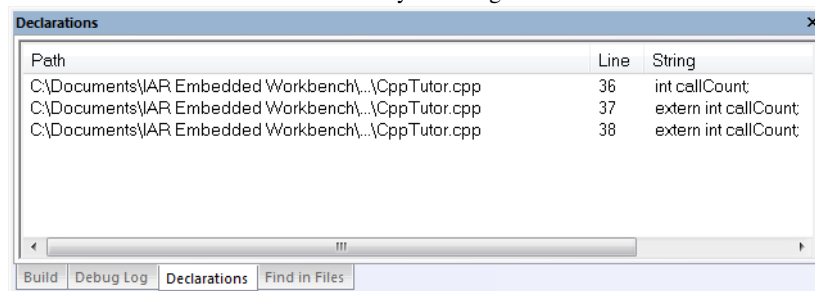 Declarations
Path Line String
C:\Documents\IAR Embedded Workbench\...\CppTutor.cpp 36 int callCount;
C:\Documents\IAR Embedded Workbench\...\CppTutor.cpp 37 extern int callCount;
C:\Documents\IAR Embedded Workbench\...\CppTutor.cpp 38 extern int callCount;
Build Debug Log Declarations Find in Files